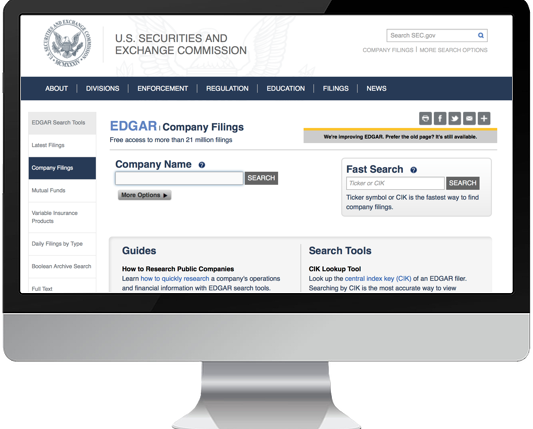 U.S. SECURITIES AND
EXCHANGE COMMISSION
Search SEC.gov
COMPANY FILINGS | MORE SEARCH OPTIONS
ABOUT | DIVISIONS | ENFORCEMENT | REGULATION | EDUCATION | FILINGS | NEWS
EDGAR Search Tools
Latest Filings
Company Filings
Mutual Funds
Variable Insurance
Products
Daily Filings by Type
Boolean Archive Search
Full Text
EDGAR | Company Filings
Free access to more than 21 million filings
We're improving EDGAR. Prefer the old page? It's still available.
Company Name ?
SEARCH
More Options
Fast Search ?
Ticker or CIK
SEARCH
Ticker symbol or CIK is the fastest way to find
company filings.
Guides
How to Research Public Companies
Learn how to quickly research a company's operations
and financial information with EDGAR search tools.
Search Tools
CIK Lookup Tool
Look up the central index key (CIK) of an EDGAR filer.
Searching by CIK is the most accurate way to view